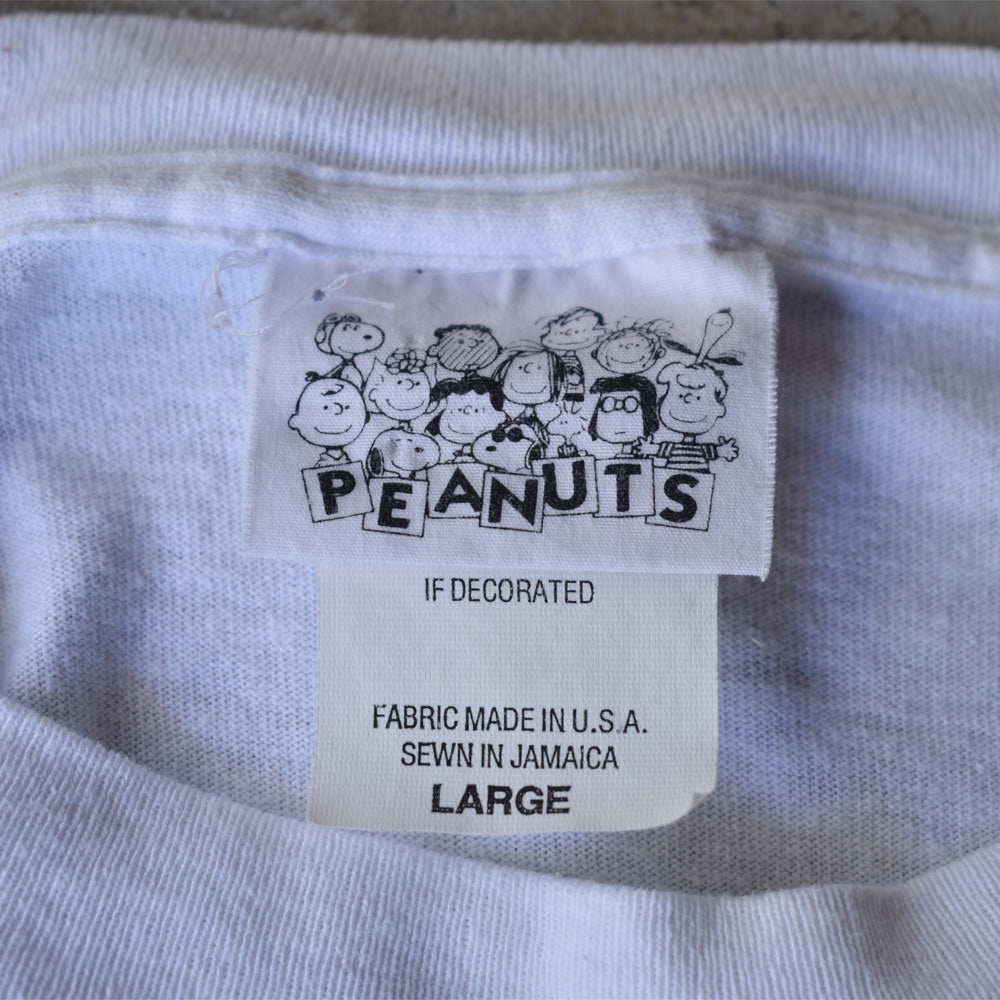 PEANUTS
IF DECORATED
FABRIC MADE IN U.S.A.
SEWN IN JAMAICA
LARGE